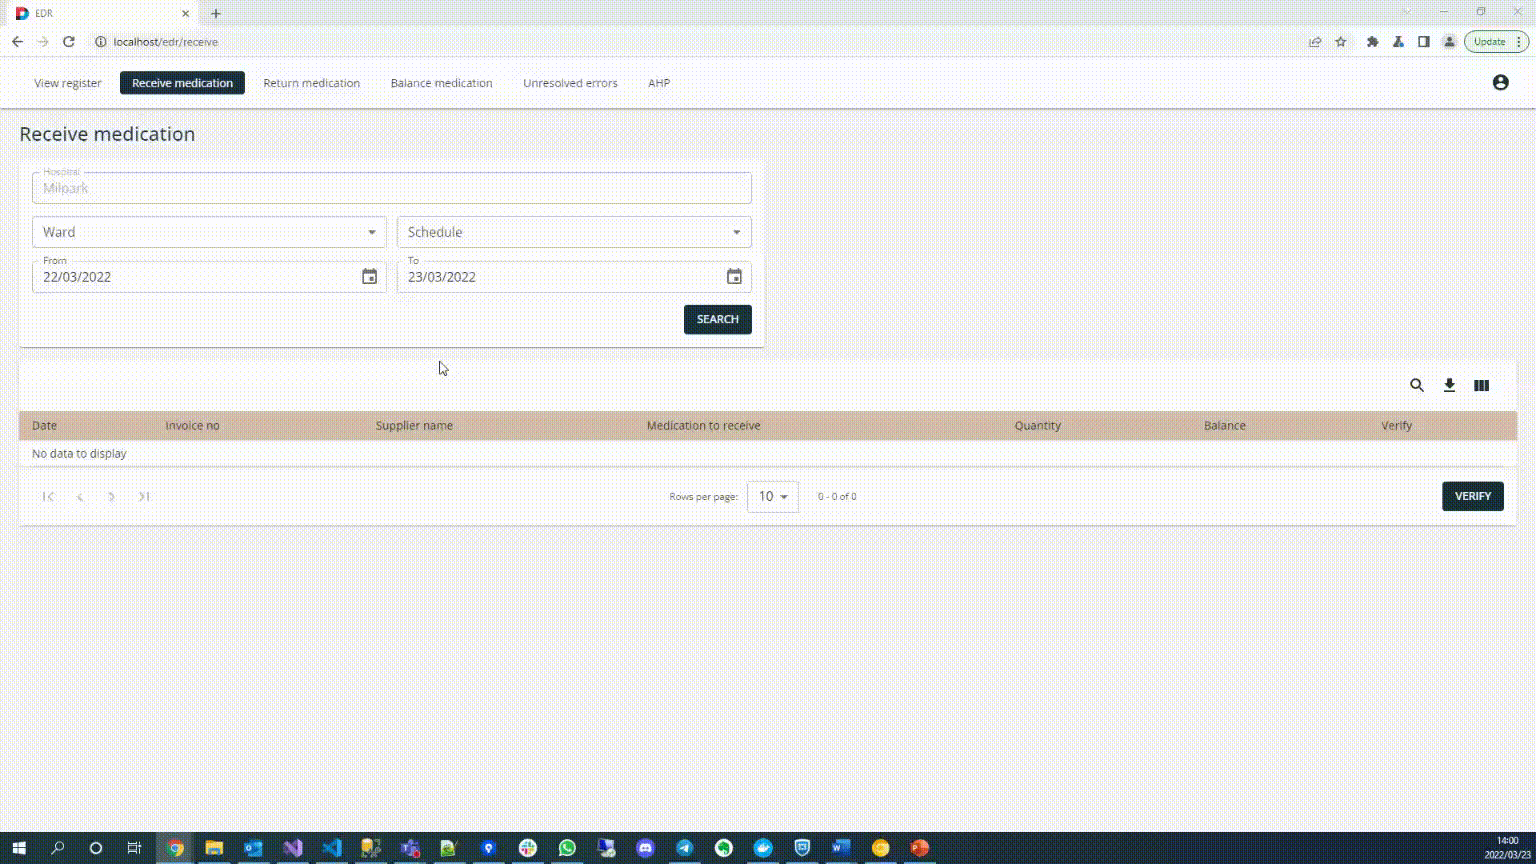 EDR
localhost/edr/receive
Update
View register Receive medication Return medication Balance medication Unresolved errors AHP
Receive medication
Hospital
Milpark
Ward Schedule
From To
22/03/2022 23/03/2022
SEARCH
Date Invoice no Supplier name Medication to receive Quantity Balance Verify
No data to display
Rows per page: 10 0 - 0 of 0 VERIFY
14:00
2022/03/23